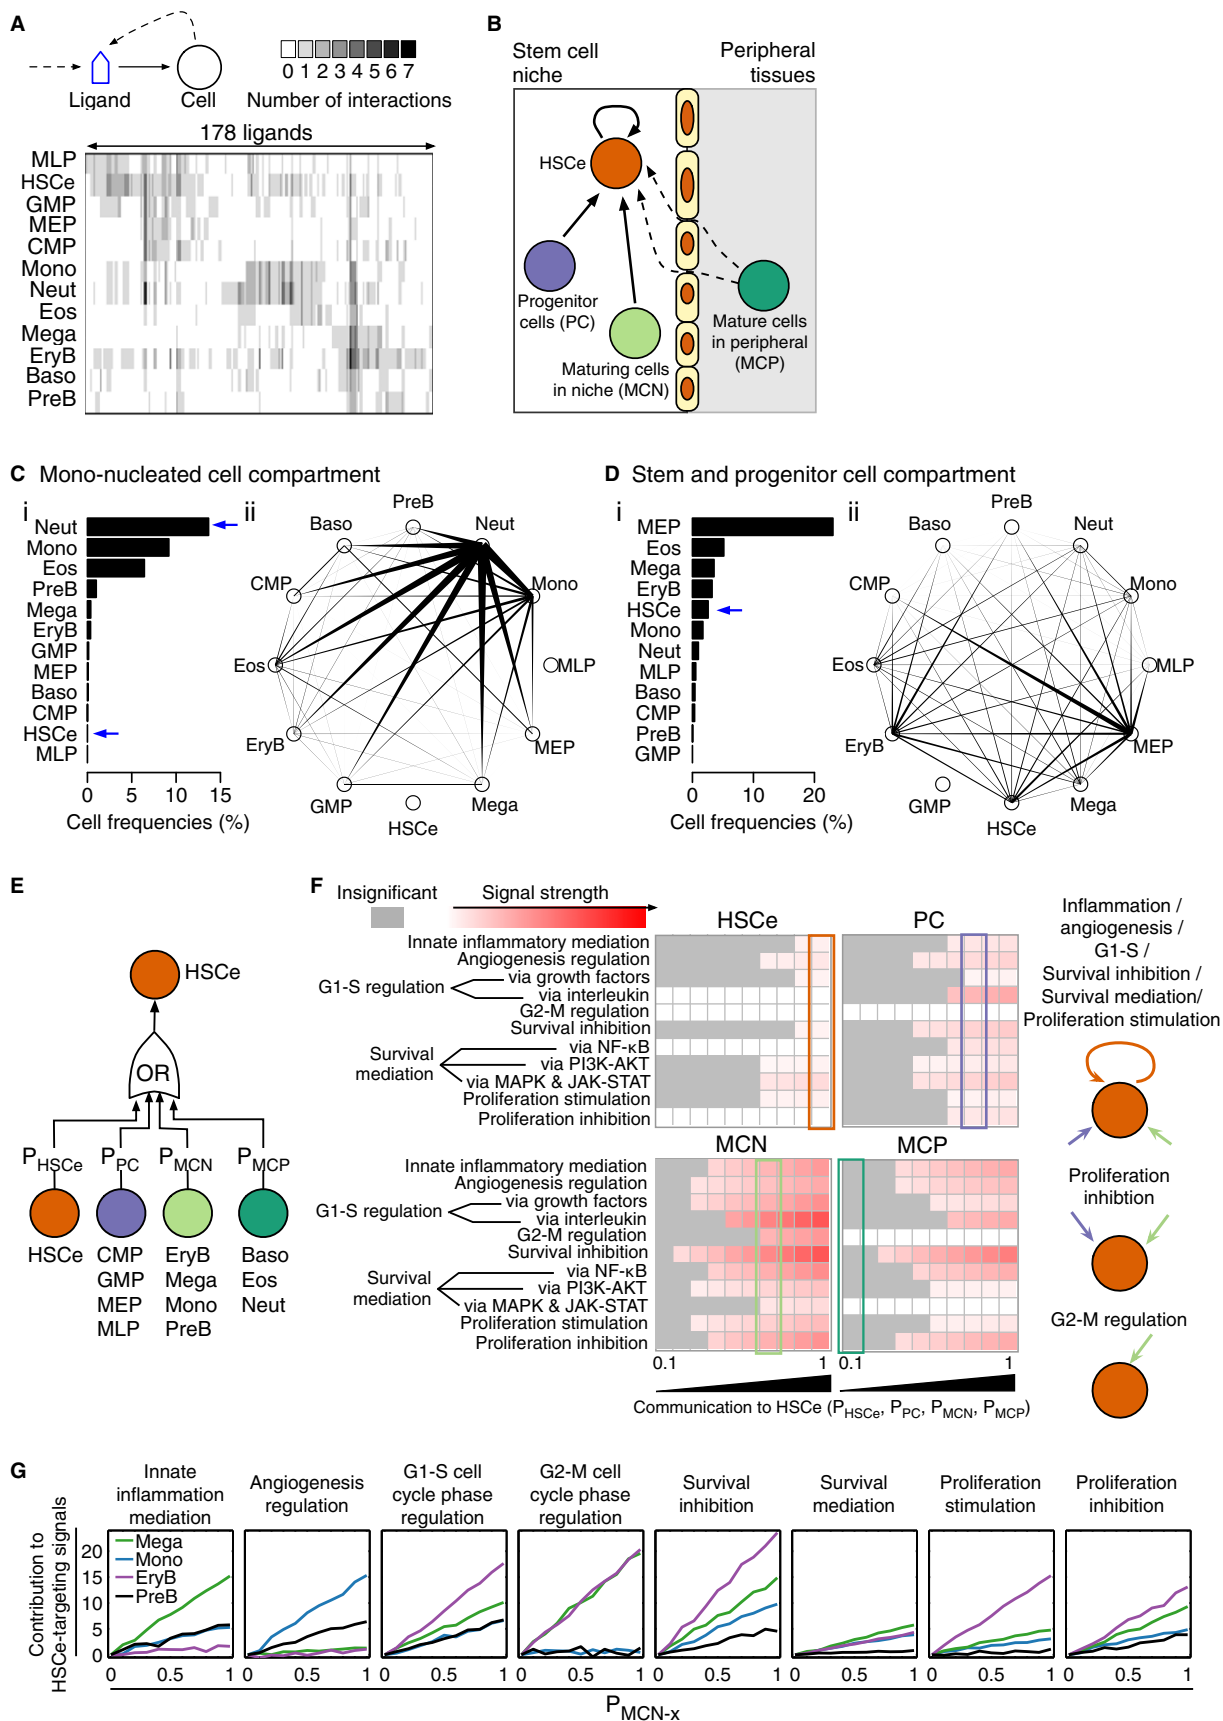 A
Ligand
Cell
0 1 2 3 4 5 6 7
Number of interactions
178 ligands
MLP
HSCe
GMP
MEP
CMP
Mono
Neut
Eos
Mega
EryB
Baso
PreB
B
Stem cell
niche
Peripheral
tissues
HSCe
Progenitor
cells (PC)
Maturing cells
in niche (MCN)
Mature cells
in peripheral
(MCP)
C Mono-nucleated cell compartment
i
Neut
Mono
Eos
PreB
Mega
EryB
GMP
MEP
Baso
CMP
HSCe
MLP
0 5 10 15
Cell frequencies (%)
ii
PreB
Baso
Neut
CMP
Mono
Eos
MLP
EryB
MEP
GMP
Mega
HSCe
D Stem and progenitor cell compartment
i
MEP
Eos
Mega
EryB
HSCe
Mono
Neut
MLP
Baso
CMP
PreB
GMP
0 10 20
Cell frequencies (%)
ii
PreB
Baso
Neut
CMP
Mono
Eos
MLP
EryB
MEP
GMP
Mega
HSCe
E
HSCe
OR
PHSCe PPC PMCN PMCP
HSCe
CMP
GMP
MEP
MLP
EryB
Mega
Mono
PreB
Baso
Eos
Neut
F
Insignificant
Signal strength
HSCe
PC
Innate inflammatory mediation
Angiogenesis regulation
G1-S regulation
via growth factors
via interleukin
G2-M regulation
Survival inhibition
Survival
mediation
via NF-κB
via PI3K-AKT
via MAPK & JAK-STAT
Proliferation stimulation
Proliferation inhibition
MCN
MCP
Innate inflammatory mediation
Angiogenesis regulation
G1-S regulation
via growth factors
via interleukin
G2-M regulation
Survival inhibition
Survival
mediation
via NF-κB
via PI3K-AKT
via MAPK & JAK-STAT
Proliferation stimulation
Proliferation inhibition
0.1 1 0.1 1
Communication to HSCe (PHSCe, PPC, PMCN, PMCP)
Inflammation /
angiogenesis /
G1-S /
Survival inhibition /
Survival mediation/
Proliferation stimulation
Proliferation
inhibtion
G2-M regulation
G
Contribution to
HSCe-targeting signals
Innate
inflammation
mediation
Angiogenesis
regulation
G1-S cell
cycle phase
regulation
G2-M cell
cycle phase
regulation
Survival
inhibition
Survival
mediation
Proliferation
stimulation
Proliferation
inhibition
20
15
10
5
0
Mega
Mono
EryB
PreB
0 0.5 1
0 0.5 1
0 0.5 1
0 0.5 1
0 0.5 1
0 0.5 1
0 0.5 1
0 0.5 1
PMCN-x